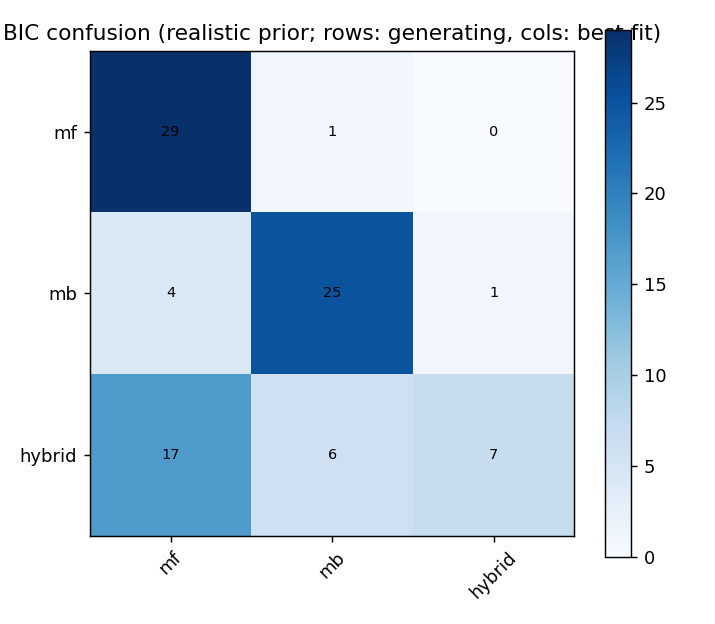 BIC confusion (realistic prior; rows: generating, cols: best fit)
mf 29 1 0
mb 4 25 1
hybrid 17 6 7
mf mb hybrid
25
20
15
10
5
0